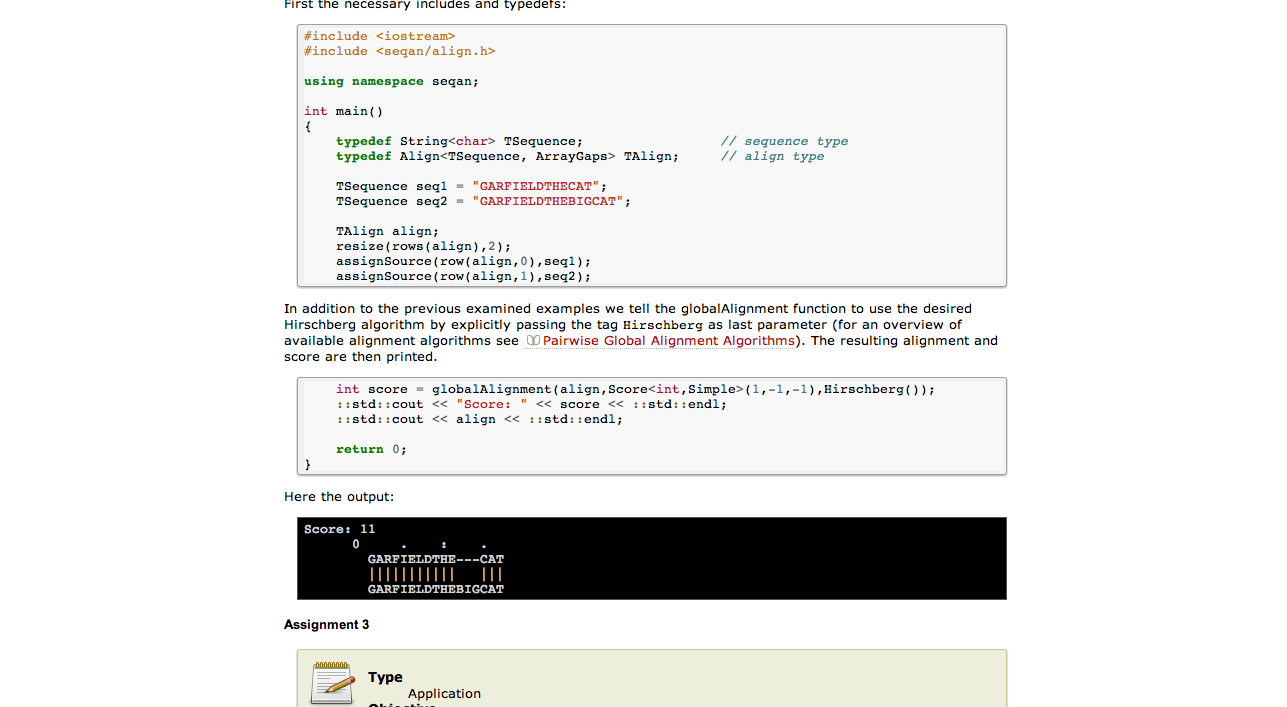 First the necessary includes and typedefs:
#include <iostream>
#include <seqan/align.h>
using namespace seqan;
int main()
{
typedef String<char> TSequence; // sequence type
typedef Align<TSequence, ArrayGaps> TAlign; // align type
TSequence seq1 = "GARFIELDTHECAT";
TSequence seq2 = "GARFIELDTHEBIGCAT";
TAlign align;
resize(rows(align),2);
assignSource(row(align,0),seq1);
assignSource(row(align,1),seq2);
In addition to the previous examined examples we tell the globalAlignment function to use the desired
Hirschberg algorithm by explicitly passing the tag Hirschberg as last parameter (for an overview of
available alignment algorithms see Pairwise Global Alignment Algorithms). The resulting alignment and
score are then printed.
int score = globalAlignment(align,Score<int,Simple>(1,-1,-1),Hirschberg());
::std::cout << "Score: " << score << ::std::endl;
::std::cout << align << ::std::endl;
return 0;
}
Here the output:
Score: 11
0 . : .
GARFIELDTHE---CAT
||||||||||| |||
GARFIELDTHEBIGCAT
Assignment 3
Type
Application
Objective